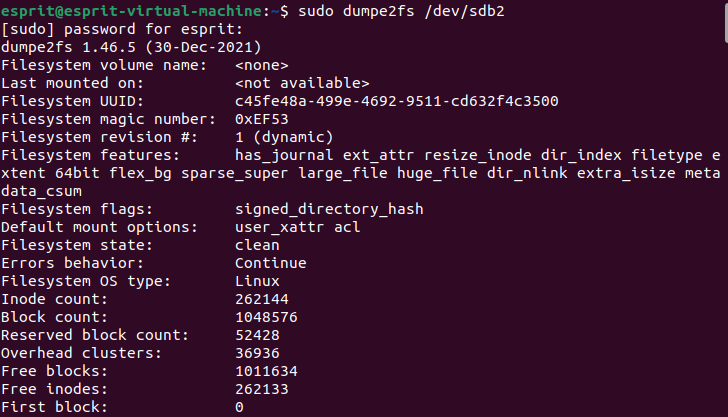 esprit@esprit-virtual-machine:~$ sudo dumpe2fs /dev/sdb2
[sudo] password for esprit:
dumpe2fs 1.46.5 (30-Dec-2021)
Filesystem volume name:   <none>
Last mounted on:          <not available>
Filesystem UUID:          c45fe48a-499e-4692-9511-cd632f4c3500
Filesystem magic number:  0xEF53
Filesystem revision #:    1 (dynamic)
Filesystem features:      has_journal ext_attr resize_inode dir_index filetype e
xtent 64bit flex_bg sparse_super large_file huge_file dir_nlink extra_isize meta
data_csum
Filesystem flags:         signed_directory_hash
Default mount options:    user_xattr acl
Filesystem state:         clean
Errors behavior:          Continue
Filesystem OS type:       Linux
Inode count:              262144
Block count:              1048576
Reserved block count:     52428
Overhead clusters:        36936
Free blocks:              1011634
Free inodes:              262133
First block:              0